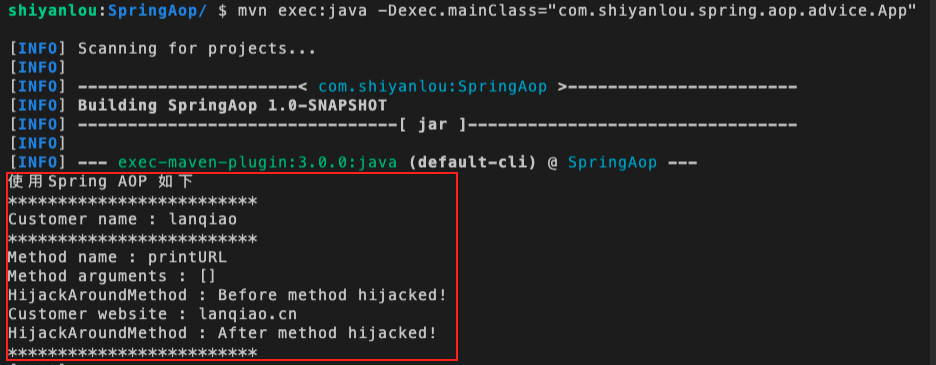 shiyanlou:SpringAop/ $ mvn exec:java -Dexec.mainClass="com.shiyanlou.spring.aop.advice.App"
[INFO] Scanning for projects...
[INFO]
[INFO] ----------------------< com.shiyanlou:SpringAop >-----------------------
[INFO] Building SpringAop 1.0-SNAPSHOT
[INFO] --------------------------------[ jar ]---------------------------------
[INFO]
[INFO] --- exec-maven-plugin:3.0.0:java (default-cli) @ SpringAop ---
使用Spring AOP 如下
*************************
Customer name : lanqiao
*************************
Method name : printURL
Method arguments : []
HijackAroundMethod : Before method hijacked!
Customer website : lanqiao.cn
HijackAroundMethod : After method hijacked!
*************************